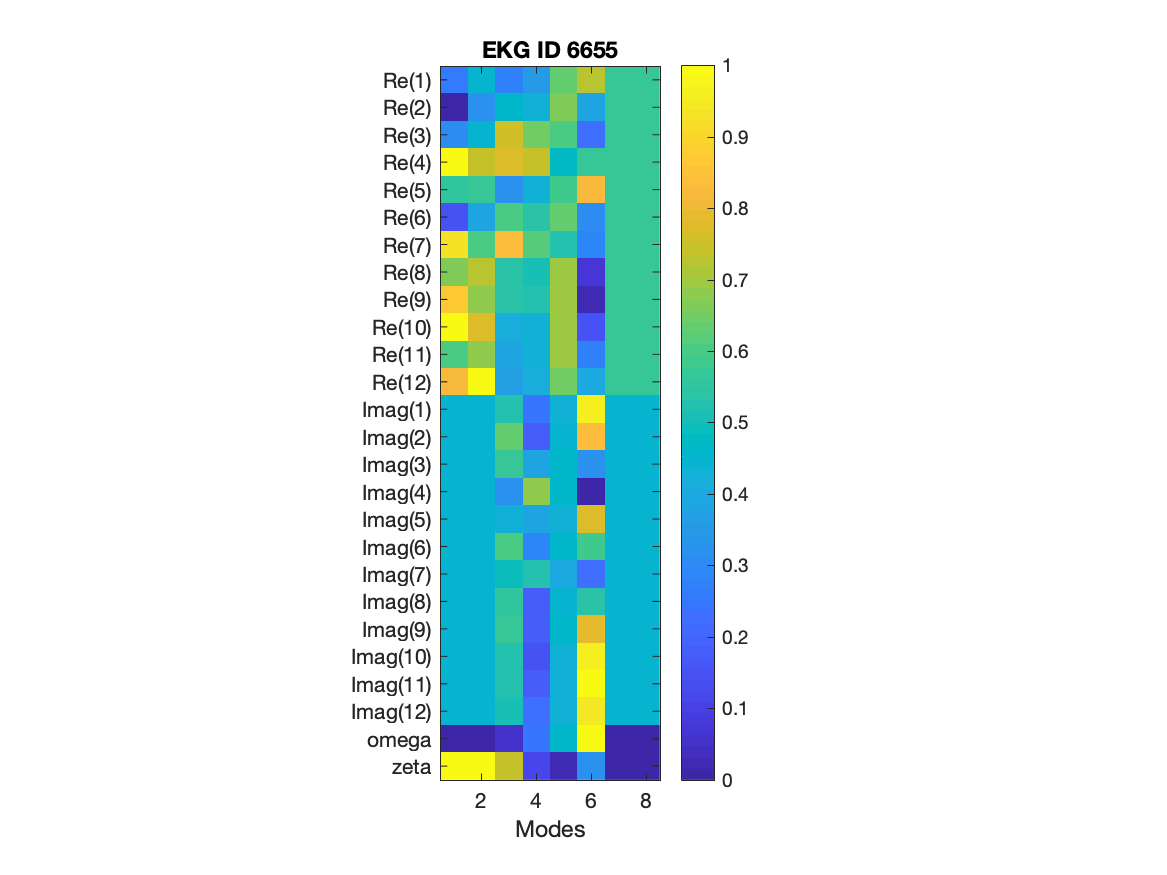 EKG ID 6655
Re(1)
Re(2)
Re(3)
Re(4)
Re(5)
Re(6)
Re(7)
Re(8)
Re(9)
Re(10)
Re(11)
Re(12)
Imag(1)
Imag(2)
Imag(3)
Imag(4)
Imag(5)
Imag(6)
Imag(7)
Imag(8)
Imag(9)
Imag(10)
Imag(11)
Imag(12)
omega
zeta
2 4 6 8
Modes
1
0.9
0.8
0.7
0.6
0.5
0.4
0.3
0.2
0.1
0